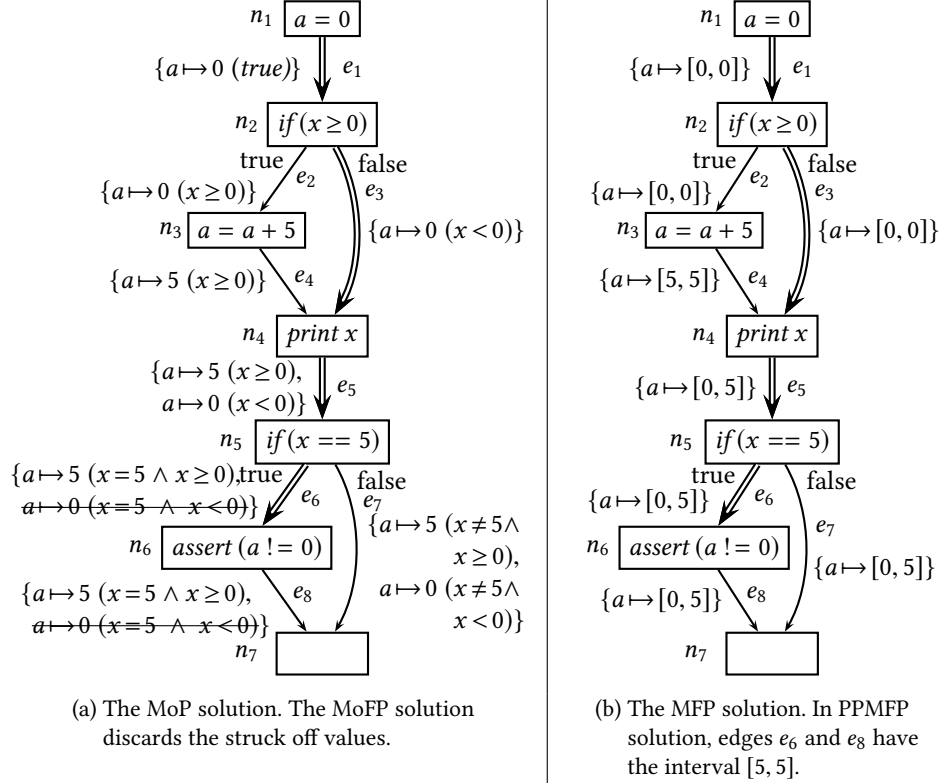 n1 a = 0
{a ↦ 0 (true)} e1
n2 if(x ≥ 0)
true false
e2 e3
{a ↦ 0 (x ≥ 0)}
n3 a = a + 5 {a ↦ 0 (x < 0)}
{a ↦ 5 (x ≥ 0)} e4
n4 print x
{a ↦ 5 (x ≥ 0),
a ↦ 0 (x < 0)} e5
n5 if(x == 5)
{a ↦ 5 (x = 5 ∧ x ≥ 0), true false
a ↦ 0 (x = 5 ∧ x < 0)} e6 e7
n6 assert (a != 0)
{a ↦ 5 (x ≠ 5 ∧
x ≥ 0),
a ↦ 0 (x ≠ 5 ∧
x < 0)}
{a ↦ 5 (x = 5 ∧ x ≥ 0), e8
a ↦ 0 (x = 5 ∧ x < 0)}
n7
(a) The MoP solution. The MoFP solution
discards the struck off values.
n1 a = 0
{a ↦ [0, 0]} e1
n2 if(x ≥ 0)
true false
e2 e3
{a ↦ [0, 0]}
n3 a = a + 5 {a ↦ [0, 0]}
{a ↦ [5, 5]} e4
n4 print x
{a ↦ [0, 5]} e5
n5 if(x == 5)
true false
{a ↦ [0, 5]} e6 e7
n6 assert (a != 0)
{a ↦ [0, 5]}
{a ↦ [0, 5]} e8
n7
(b) The MFP solution. In PPMFP
solution, edges e6 and e8 have
the interval [5, 5].